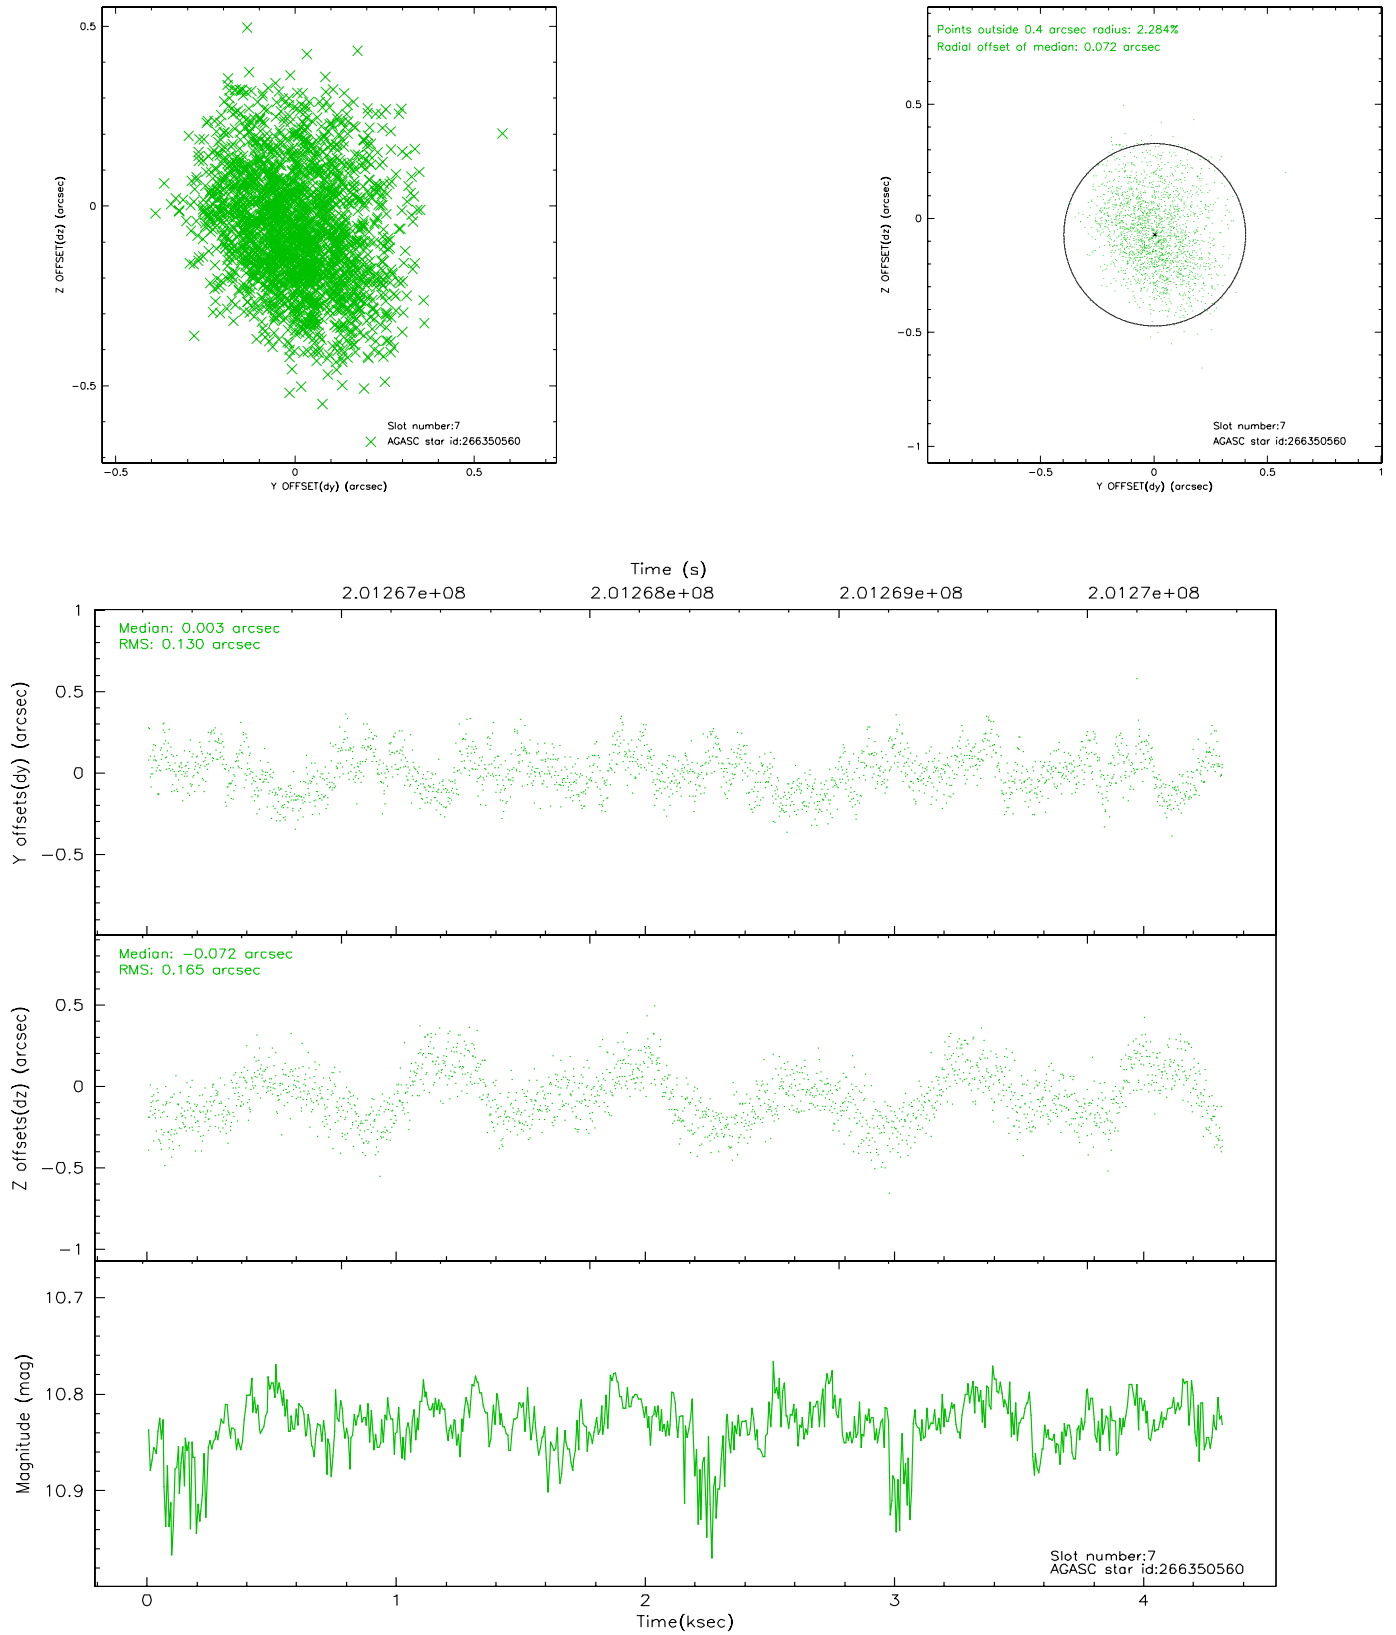 0.5
0
−0.5
Z OFFSET(dz) (arcsec)
Slot number:7
AGASC star id:266350560
−0.5
0
0.5
Y OFFSET(dy) (arcsec)
Points outside 0.4 arcsec radius: 2.284%
Radial offset of median: 0.072 arcsec
0.5
0
−0.5
−1
Z OFFSET(dz) (arcsec)
Slot number:7
AGASC star id:266350560
−0.5
0
0.5
1
Y OFFSET(dy) (arcsec)
Time (s)
2.01267e+08
2.01268e+08
2.01269e+08
2.0127e+08
Median: 0.003 arcsec
RMS: 0.130 arcsec
1
0.5
0
−0.5
Y offsets(dy) (arcsec)
Median: −0.072 arcsec
RMS: 0.165 arcsec
0.5
0
−0.5
−1
Z offsets(dz) (arcsec)
10.7
10.8
10.9
Magnitude (mag)
Slot number:7
AGASC star id:266350560
0
1
2
3
4
Time(ksec)